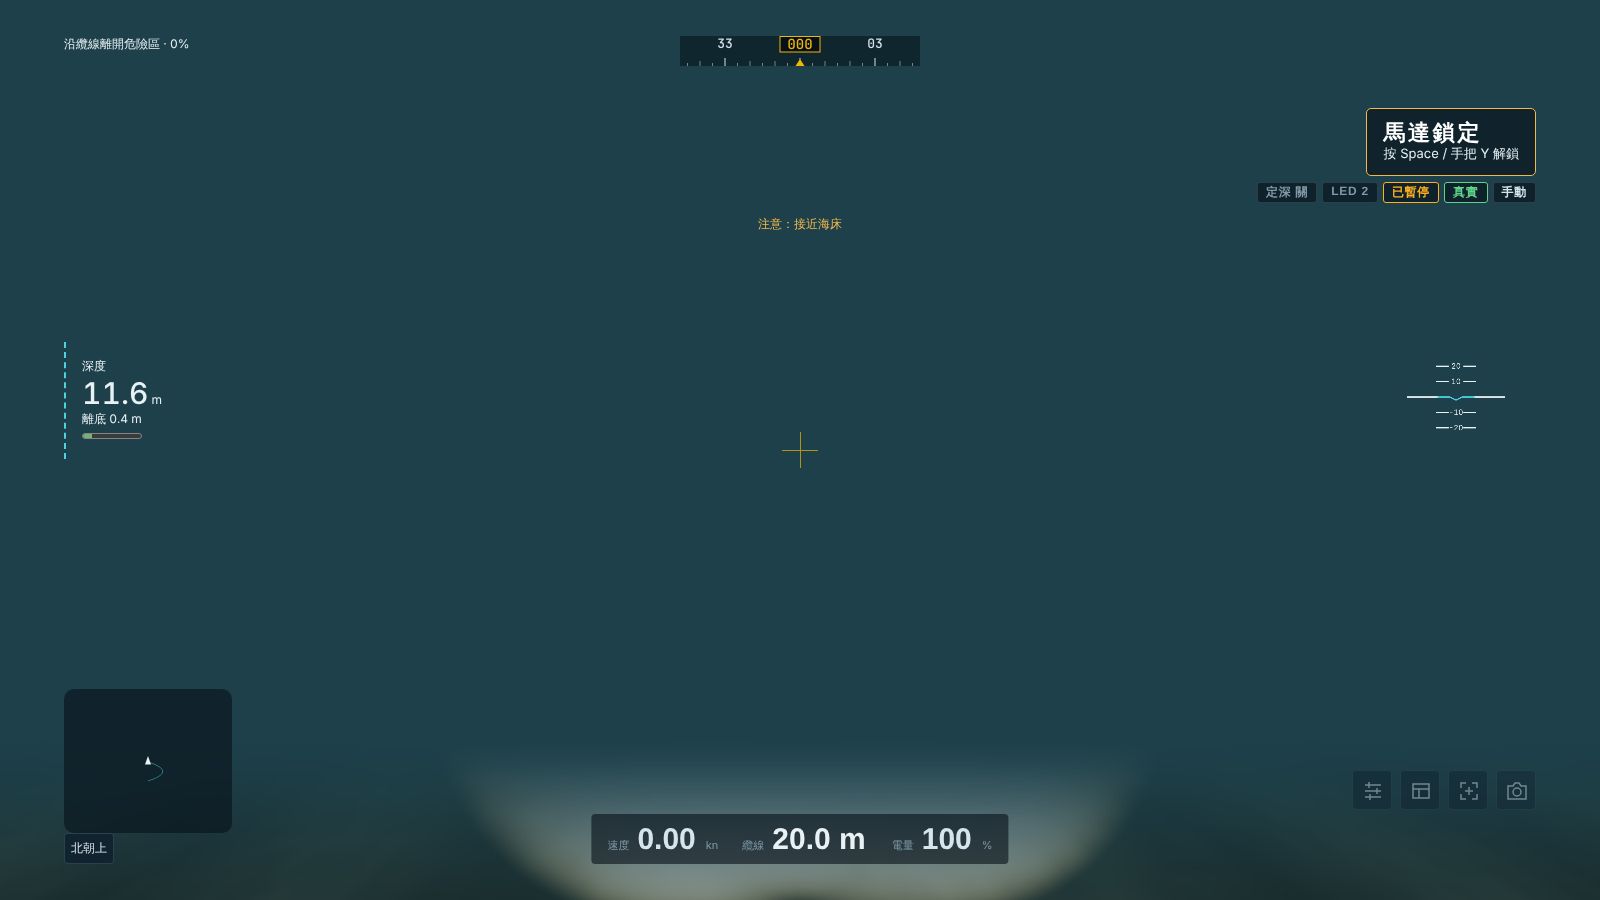 沿纜線離開危險區 · 0%
33 000 03
馬達鎖定
按 Space / 手把 Y 解鎖
定深 關 LED 2 已暫停 真實 手動
注意：接近海床
深度
11.6 m
離底 0.4 m
20
10
-10
-20
北朝上
速度 0.00 kn 纜線 20.0 m 電量 100 %